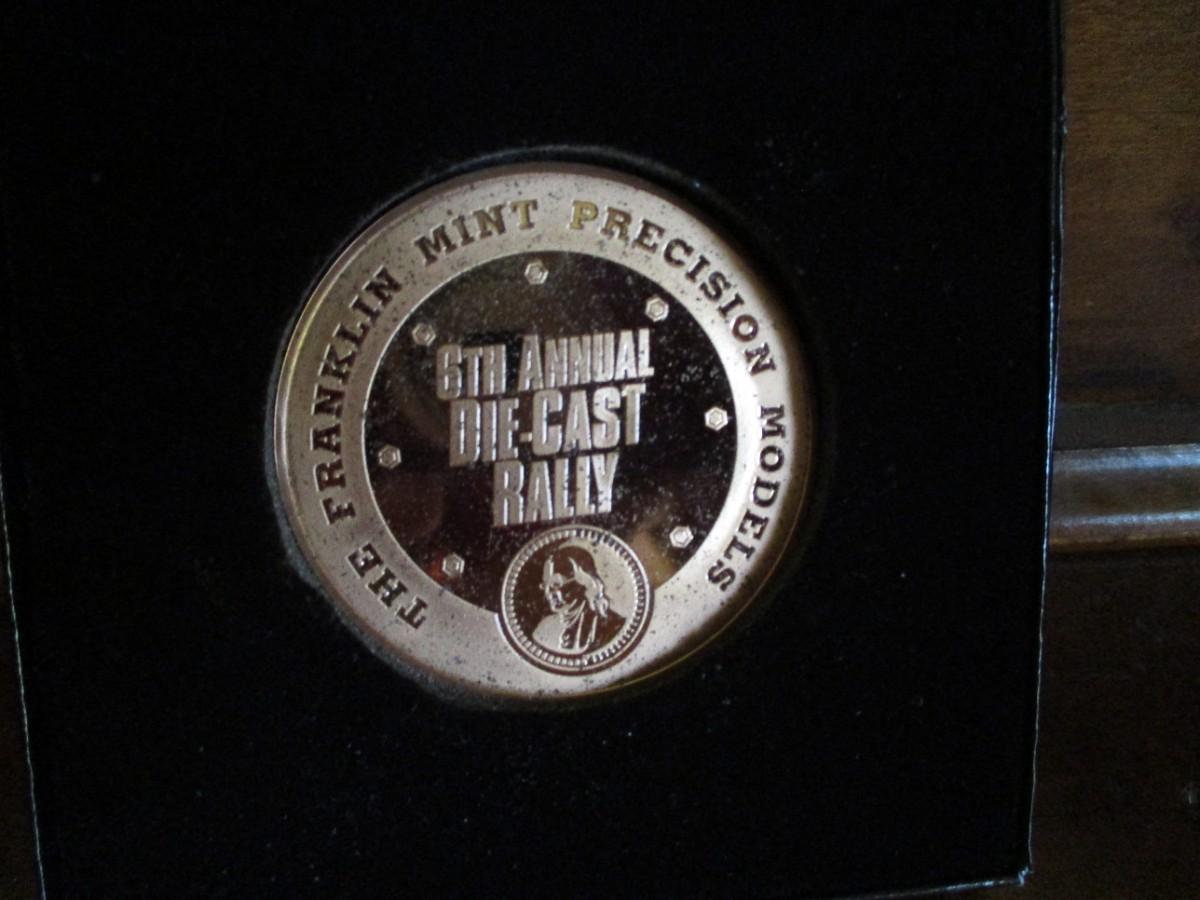 THE FRANKLIN MINT PRECISION MODELS
6TH ANNUAL
DIE-CAST
RALLY